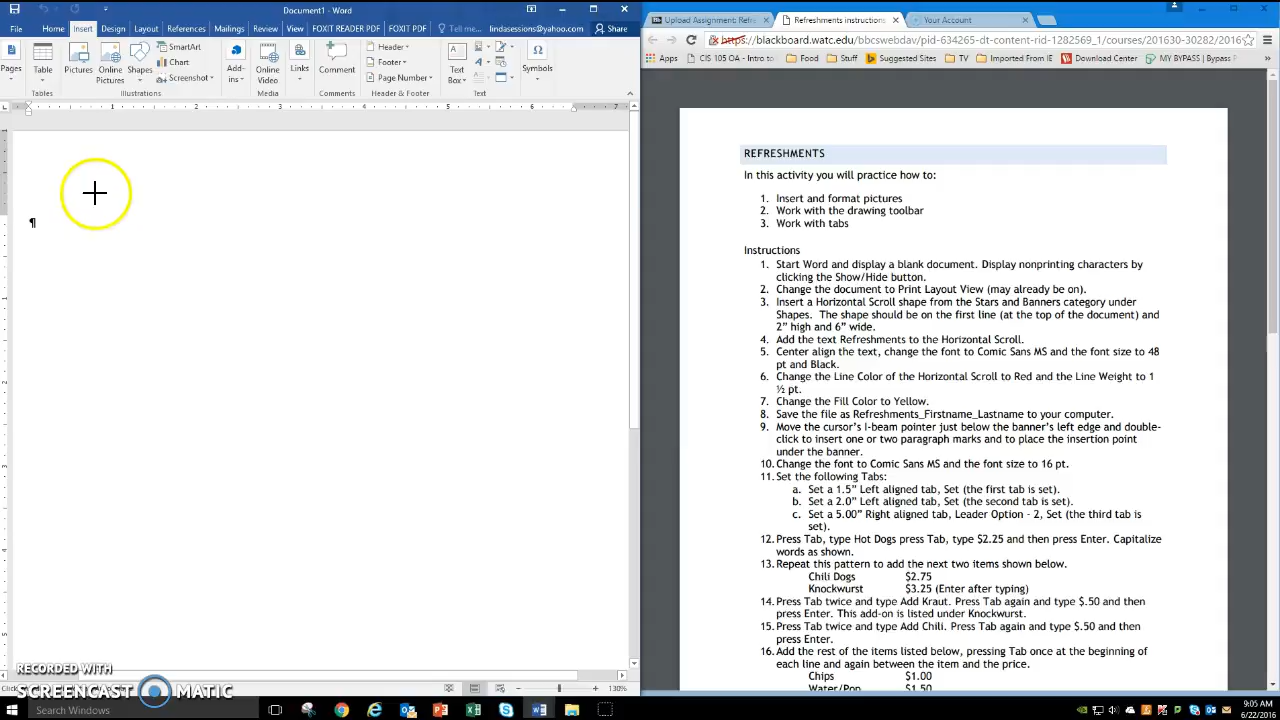 Document1 - Word
File Home Insert Design Layout References Mailings Review View FOXIT READER PDF FOXIT PDF Tell me... lindasessions@yahoo.com Share
Pages Table Pictures Online Pictures Shapes SmartArt Chart Screenshot Add-ins Online Video Links Comment Header Footer Page Number Text Box Symbols
Tables Illustrations Media Comments Header & Footer Text
1 2 3 4 5 6 7
¶
RECORDED WITH
SCREENCAST MATIC
130%
Search Windows
Upload Assignment: Refre Refreshments instructions Your Account
https://blackboard.watc.edu/bbcswebdav/pid-634265-dt-content-rid-1282569_1/courses/201630-30282/2016
Apps CIS 105 OA - Intro to Food Stuff Suggested Sites TV Imported From IE Download Center MY BYPASS | Bypass F »
REFRESHMENTS
In this activity you will practice how to:
1. Insert and format pictures
2. Work with the drawing toolbar
3. Work with tabs
Instructions
1. Start Word and display a blank document. Display nonprinting characters by
clicking the Show/Hide button.
2. Change the document to Print Layout View (may already be on).
3. Insert a Horizontal Scroll shape from the Stars and Banners category under
Shapes. The shape should be on the first line (at the top of the document) and
2” high and 6” wide.
4. Add the text Refreshments to the Horizontal Scroll.
5. Center align the text, change the font to Comic Sans MS and the font size to 48
pt and Black.
6. Change the Line Color of the Horizontal Scroll to Red and the Line Weight to 1
½ pt.
7. Change the Fill Color to Yellow.
8. Save the file as Refreshments_Firstname_Lastname to your computer.
9. Move the cursor’s I-beam pointer just below the banner’s left edge and double-
click to insert one or two paragraph marks and to place the insertion point
under the banner.
10. Change the font to Comic Sans MS and the font size to 16 pt.
11. Set the following Tabs:
a. Set a 1.5” Left aligned tab, Set (the first tab is set).
b. Set a 2.0” Left aligned tab, Set (the second tab is set).
c. Set a 5.00” Right aligned tab, Leader Option - 2, Set (the third tab is
set).
12. Press Tab, type Hot Dogs press Tab, type $2.25 and then press Enter. Capitalize
words as shown.
13. Repeat this pattern to add the next two items shown below.
Chili Dogs $2.75
Knockwurst $3.25 (Enter after typing)
14. Press Tab twice and type Add Kraut. Press Tab again and type $.50 and then
press Enter. This add-on is listed under Knockwurst.
15. Press Tab twice and type Add Chili. Press Tab again and type $.50 and then
press Enter.
16. Add the rest of the items listed below, pressing Tab once at the beginning of
each line and again between the item and the price.
Chips $1.00
Water/Pop $1.50
9:05 AM
6/22/2016